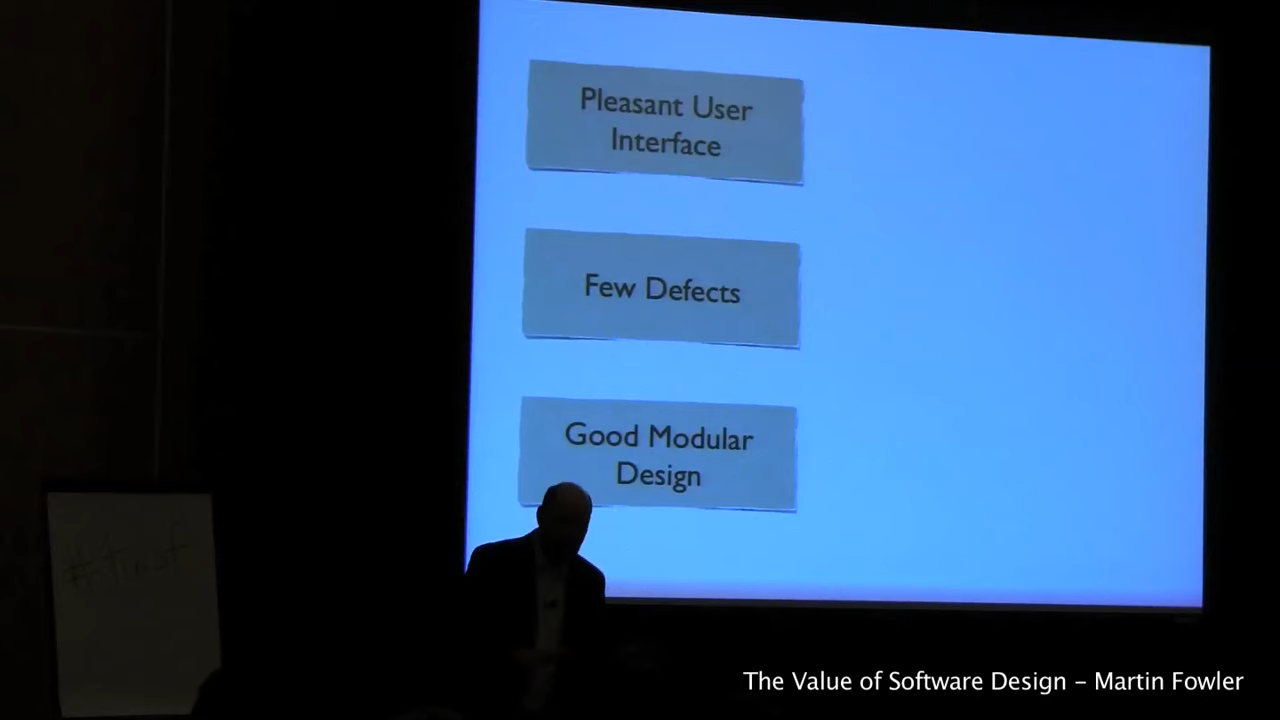 Pleasant User
Interface
Few Defects
Good Modular
Design
The Value of Software Design – Martin Fowler